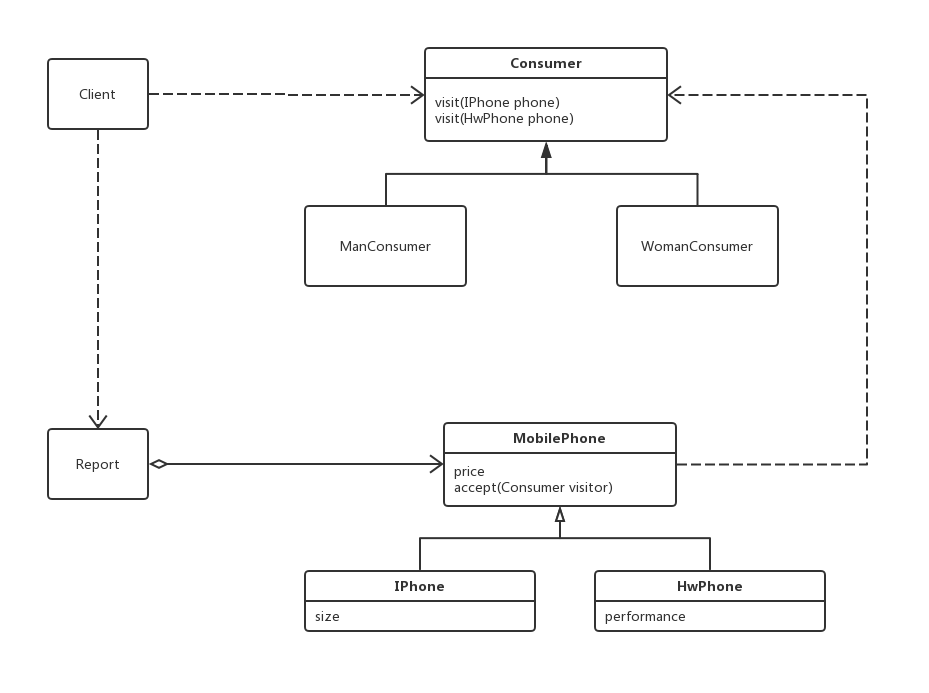 Client
Consumer
visit(IPhone phone)
visit(HwPhone phone)
ManConsumer
WomanConsumer
Report
MobilePhone
price
accept(Consumer visitor)
IPhone
size
HwPhone
performance